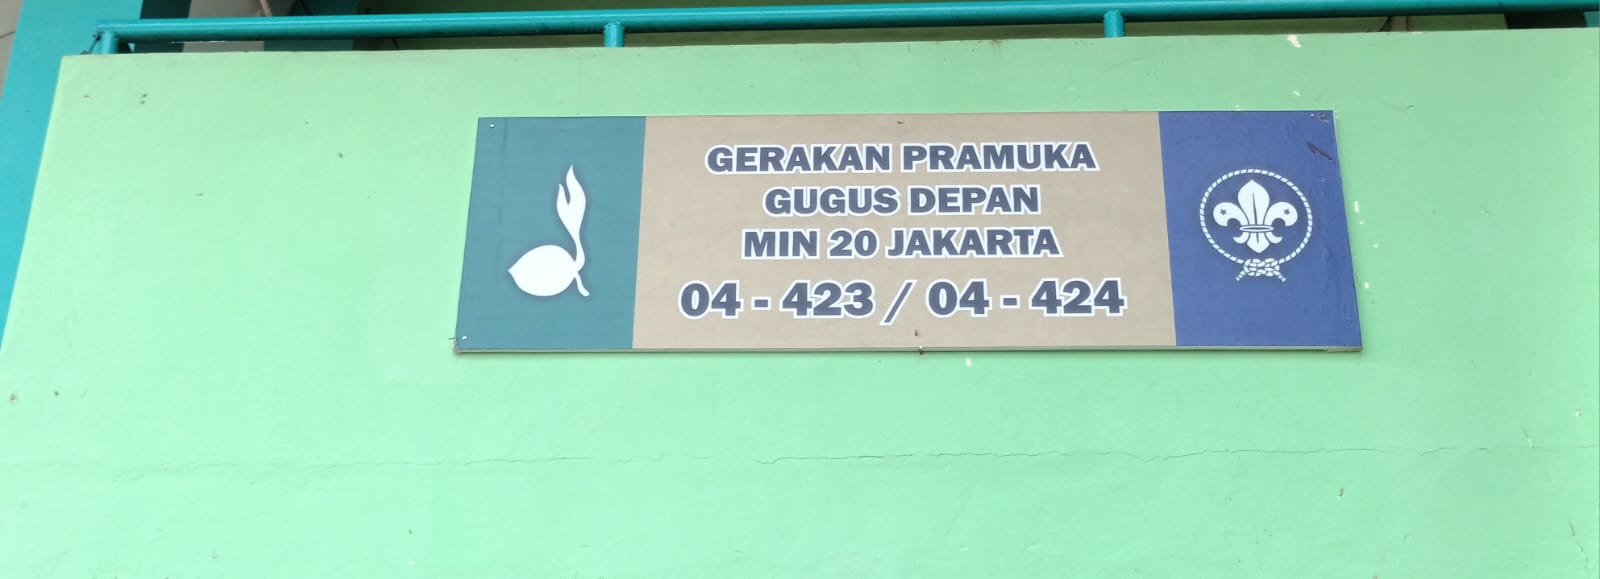 GERAKAN PRAMUKA
GUGUS DEPAN
MIN 20 JAKARTA
04 - 423 / 04 - 424